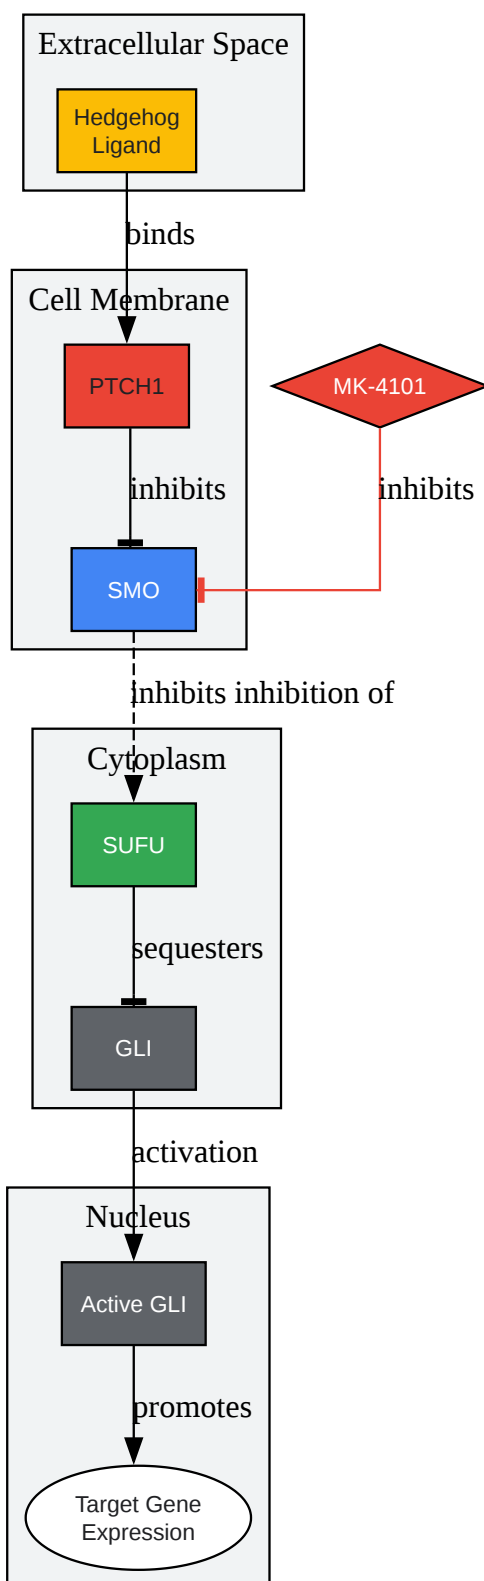 Extracellular Space
Hedgehog
Ligand
binds
Cell Membrane
PTCH1
MK-4101
inhibits
inhibits
SMO
inhibits inhibition of
Cytoplasm
SUFU
sequesters
GLI
activation
Nucleus
Active GLI
promotes
Target Gene
Expression